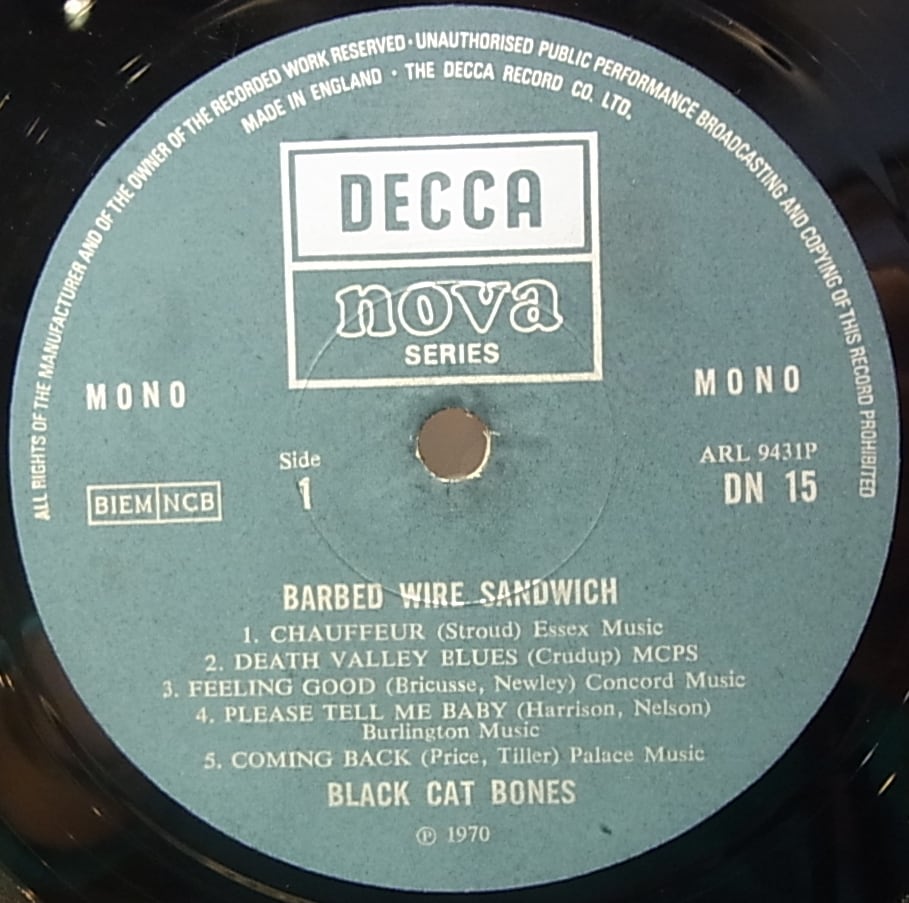 ALL RIGHTS OF THE MANUFACTURER AND OF THE OWNER OF THE RECORDED WORK RESERVED · UNAUTHORISED PUBLIC PERFORMANCE BROADCASTING AND COPYING OF THIS RECORD PROHIBITED
MADE IN ENGLAND · THE DECCA RECORD CO. LTD.
DECCA
nova
SERIES
MONO MONO
Side ARL 9431P
1 DN 15
BIEM NCB
BARBED WIRE SANDWICH
1. CHAUFFEUR (Stroud) Essex Music
2. DEATH VALLEY BLUES (Crudup) MCPS
3. FEELING GOOD (Bricusse, Newley) Concord Music
4. PLEASE TELL ME BABY (Harrison, Nelson)
Burlington Music
5. COMING BACK (Price, Tiller) Palace Music
BLACK CAT BONES
℗ 1970